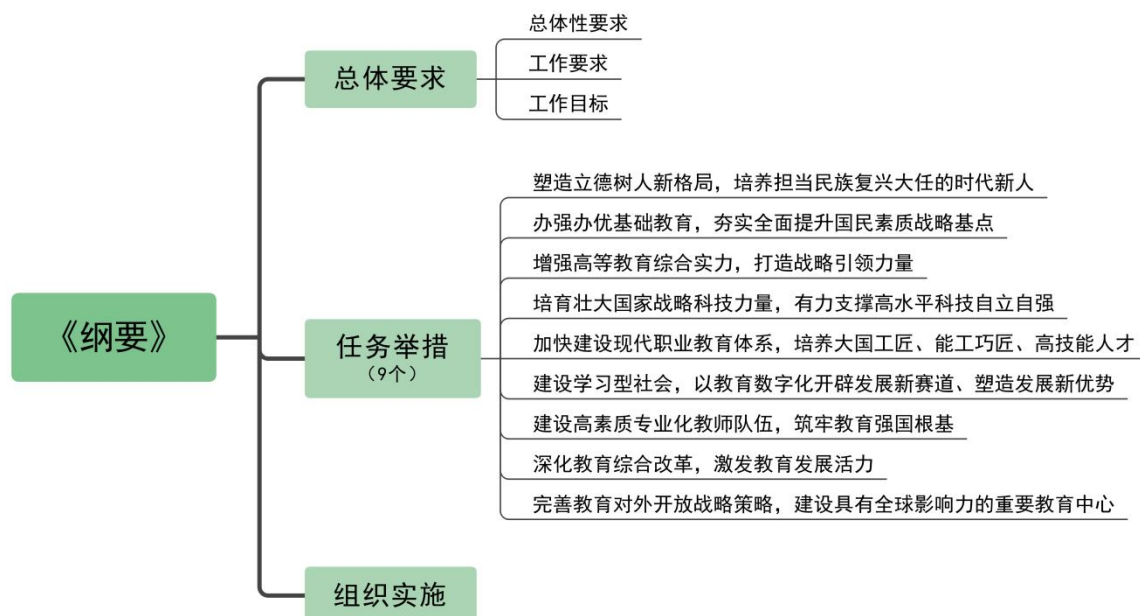 《纲要》
总体要求
总体性要求
工作要求
工作目标
任务举措
（9个）
塑造立德树人新格局，培养担当民族复兴大任的时代新人
办强办优基础教育，夯实全面提升国民素质战略基点
增强高等教育综合实力，打造战略引领力量
培育壮大国家战略科技力量，有力支撑高水平科技自立自强
加快建设现代职业教育体系，培养大国工匠、能工巧匠、高技能人才
建设学习型社会，以教育数字化开辟发展新赛道、塑造发展新优势
建设高素质专业化教师队伍，筑牢教育强国根基
深化教育综合改革，激发教育发展活力
完善教育对外开放战略策略，建设具有全球影响力的重要教育中心
组织实施